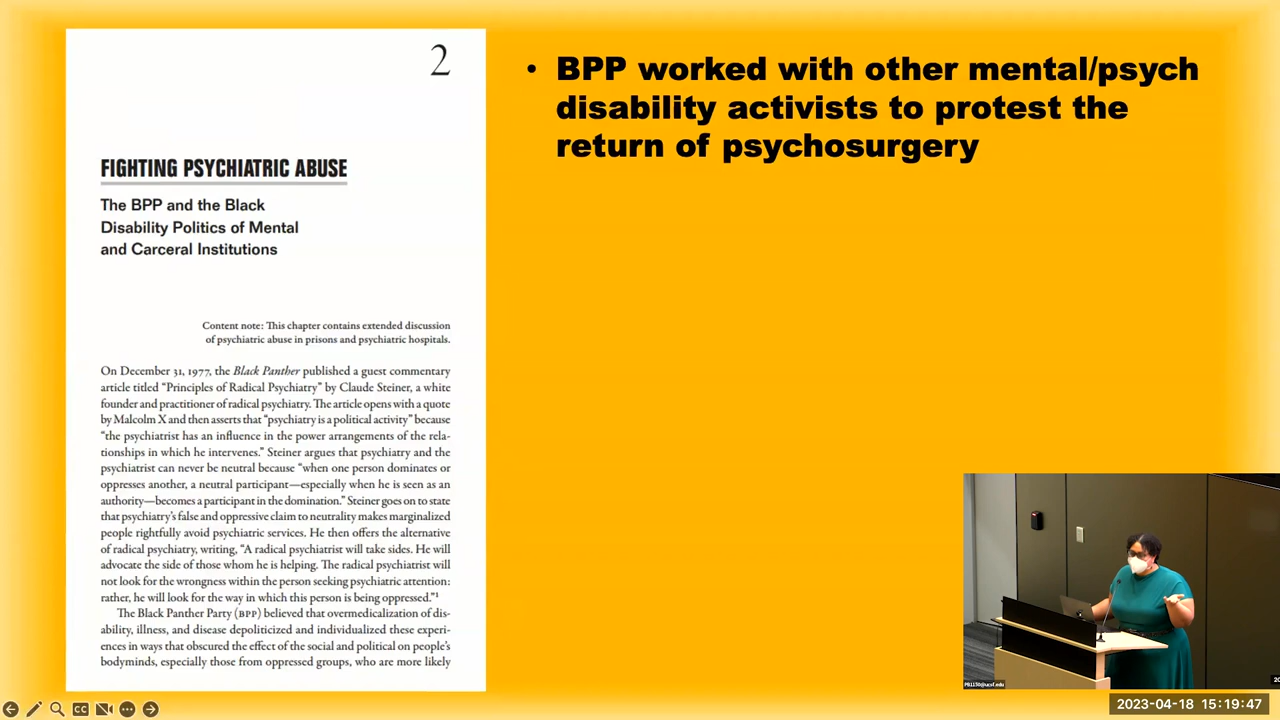 2
FIGHTING PSYCHIATRIC ABUSE
The BPP and the Black
Disability Politics of Mental
and Carceral Institutions
Content note: This chapter contains extended discussion
of psychiatric abuse in prisons and psychiatric hospitals.
On December 31, 1977, the Black Panther published a guest commentary
article titled “Principles of Radical Psychiatry” by Claude Steiner, a white
founder and practitioner of radical psychiatry. The article opens with a quote
by Malcolm X and then asserts that “psychiatry is a political activity” because
“the psychiatrist has an influence in the power arrangements of the rela-
tionships in which he intervenes.” Steiner argues that psychiatry and the
psychiatrist can never be neutral because “when one person dominates or
oppresses another, a neutral participant—especially when he is seen as an
authority—becomes a participant in the domination.” Steiner goes on to state
that psychiatry’s false and oppressive claim to neutrality makes marginalized
people rightfully avoid psychiatric services. He then offers the alternative
of radical psychiatry, writing, “A radical psychiatrist will take sides. He will
advocate the side of those whom he is helping. The radical psychiatrist will
not look for the wrongness within the person seeking psychiatric attention:
rather, he will look for the way in which this person is being oppressed.”1
The Black Panther Party (BPP) believed that overmedicalization of dis-
ability, illness, and disease depoliticized and individualized these experi-
ences in ways that obscured the effect of the social and political on people’s
bodyminds, especially those from oppressed groups, who are more likely
• BPP worked with other mental/psych
disability activists to protest the
return of psychosurgery
CC
2023-04-18 15:19:47